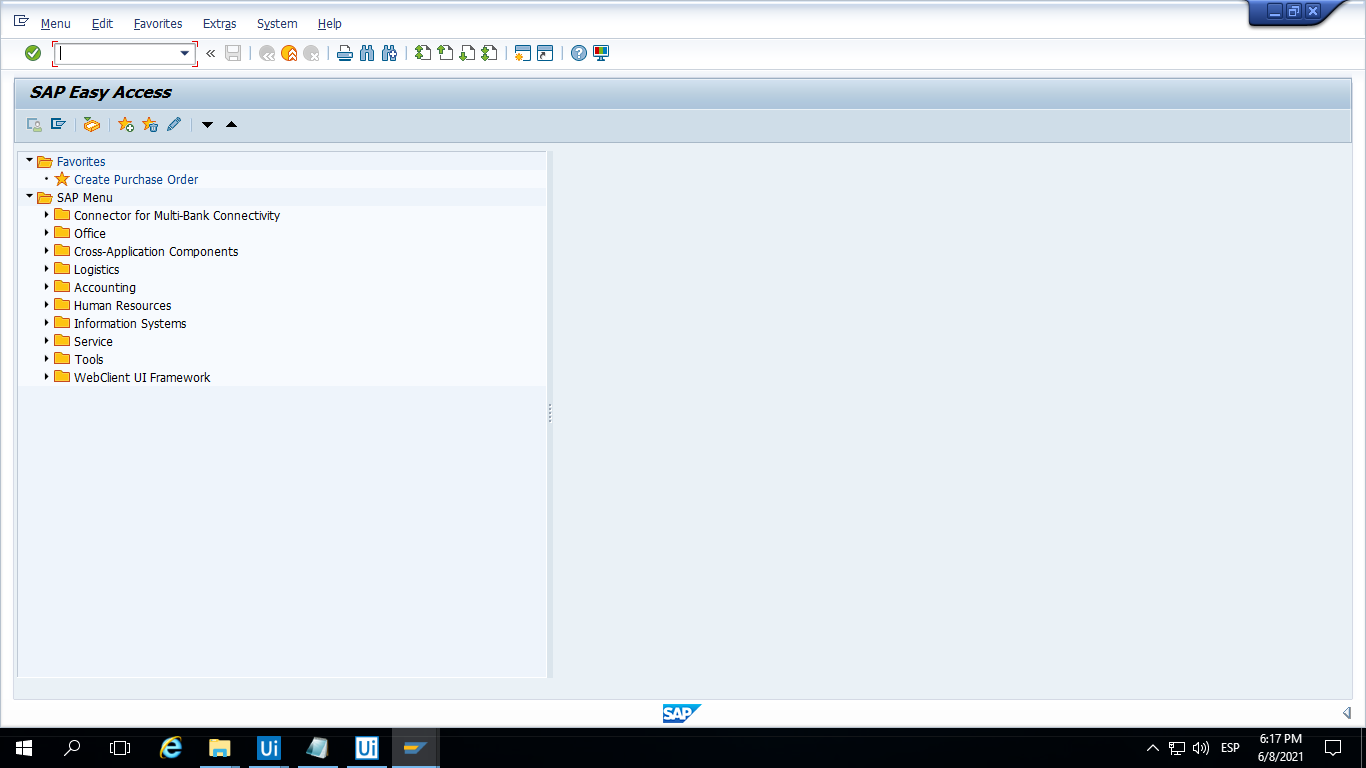 Menu Edit Favorites Extras System Help
SAP Easy Access
Favorites
Create Purchase Order
SAP Menu
Connector for Multi-Bank Connectivity
Office
Cross-Application Components
Logistics
Accounting
Human Resources
Information Systems
Service
Tools
WebClient UI Framework
SAP
Ui
Ui
ESP
6:17 PM
6/8/2021